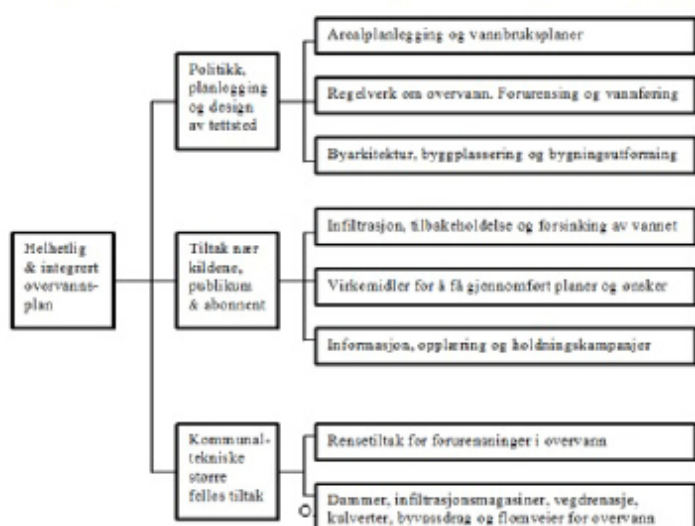 Helhetlig
& integrert
overvanns-
plan
Politikk,
planlegging
og design
av tettsted
Arealplanlegging og vannbruksplaner
Regelverk om overvann. Forurensing og vannføring
Byarkitektur, byggplassering og bygningsutforming
Tiltak nær
kildene,
publikum
& abonnent
Infiltrasjon, tilbakeholdelse og forsinking av vannet
Virkemidler for å få gjennomført planer og ønsker
Informasjon, opplæring og holdningskampanjer
Kommunal-
tekniske
større
felles tiltak
Rensetiltak for forurensninger i overvann
Dammer, infiltrasjonsmagasiner, vegdrenasje,
kulverter, byvassdrag og flomveier for overvann